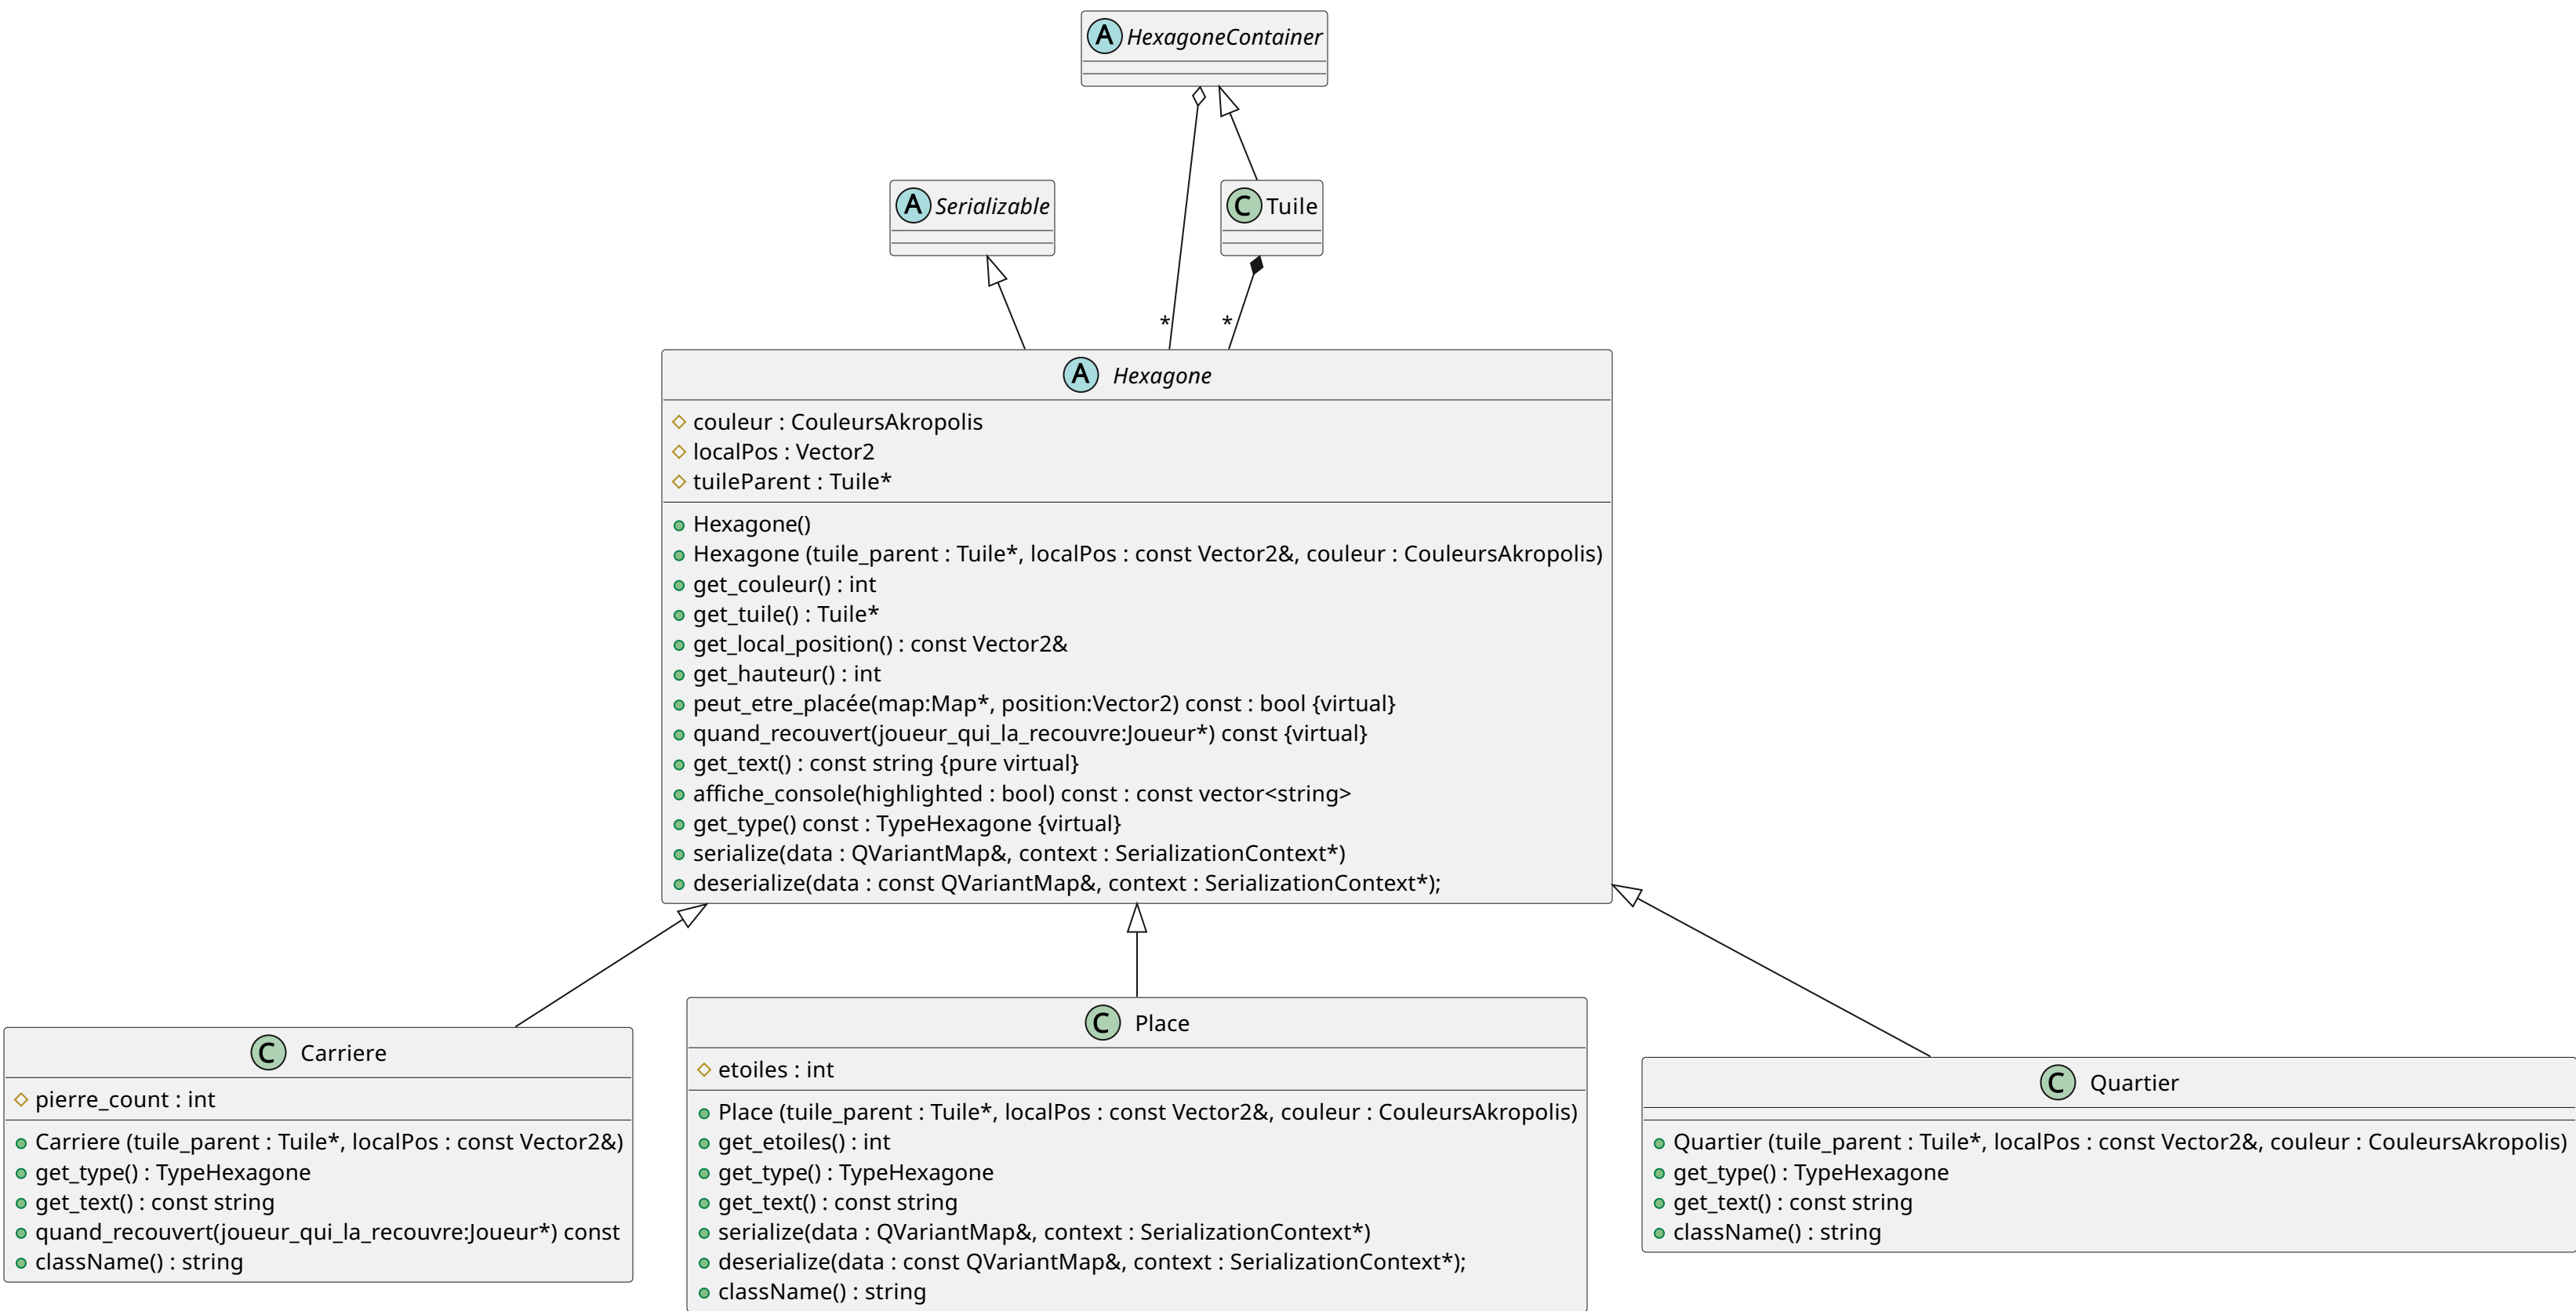 A HexagoneContainer
A Serializable
C Tuile
*
*
A Hexagone
couleur : CouleursAkropolis
localPos : Vector2
tuileParent : Tuile*
Hexagone()
Hexagone (tuile_parent : Tuile*, localPos : const Vector2&, couleur : CouleursAkropolis)
get_couleur() : int
get_tuile() : Tuile*
get_local_position() : const Vector2&
get_hauteur() : int
peut_etre_placée(map:Map*, position:Vector2) const : bool {virtual}
quand_recouvert(joueur_qui_la_recouvre:Joueur*) const {virtual}
get_text() : const string {pure virtual}
affiche_console(highlighted : bool) const : const vector<string>
get_type() const : TypeHexagone {virtual}
serialize(data : QVariantMap&, context : SerializationContext*)
deserialize(data : const QVariantMap&, context : SerializationContext*);
C Carriere
pierre_count : int
Carriere (tuile_parent : Tuile*, localPos : const Vector2&)
get_type() : TypeHexagone
get_text() : const string
quand_recouvert(joueur_qui_la_recouvre:Joueur*) const
className() : string
C Place
etoiles : int
Place (tuile_parent : Tuile*, localPos : const Vector2&, couleur : CouleursAkropolis)
get_etoiles() : int
get_type() : TypeHexagone
get_text() : const string
serialize(data : QVariantMap&, context : SerializationContext*)
deserialize(data : const QVariantMap&, context : SerializationContext*);
className() : string
C Quartier
Quartier (tuile_parent : Tuile*, localPos : const Vector2&, couleur : CouleursAkropolis)
get_type() : TypeHexagone
get_text() : const string
className() : string